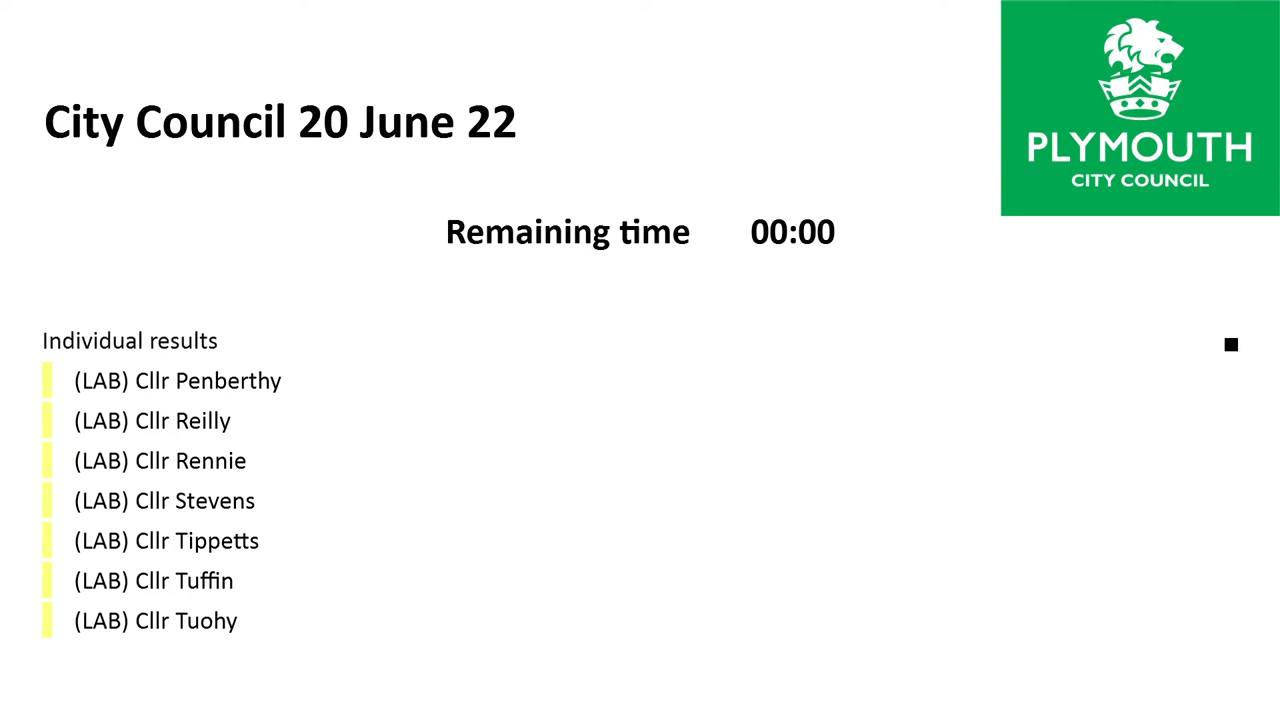 City Council 20 June 22
PLYMOUTH
CITY COUNCIL
Remaining time 00:00
Individual results
(LAB) Cllr Penberthy
(LAB) Cllr Reilly
(LAB) Cllr Rennie
(LAB) Cllr Stevens
(LAB) Cllr Tippetts
(LAB) Cllr Tuffin
(LAB) Cllr Tuohy